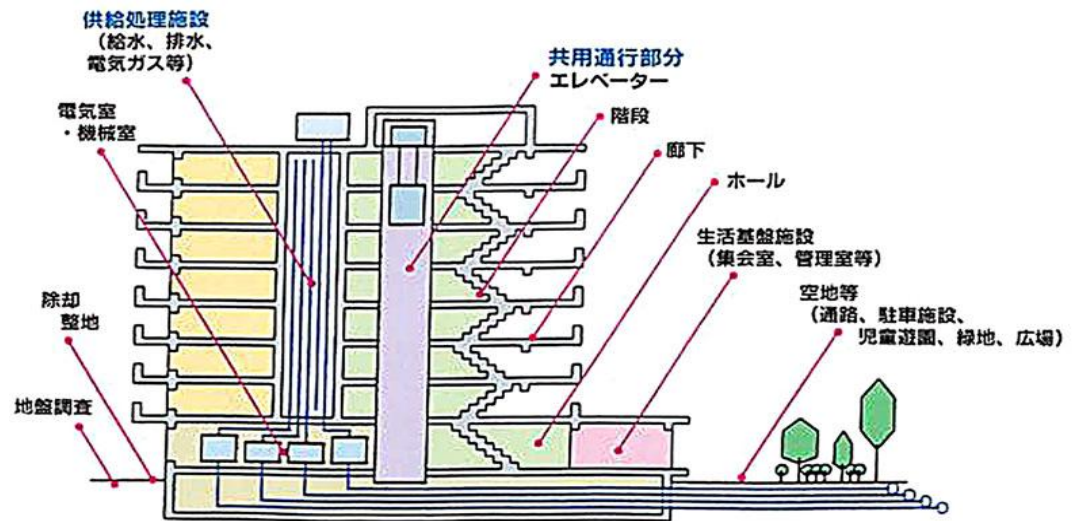 供給処理施設
（給水、排水、
電気ガス等）
共用通行部分
エレベーター
電気室
・機械室
階段
廊下
ホール
生活基盤施設
（集会室、管理室等）
空地等
（通路、駐車施設、
児童遊園、緑地、広場）
除却
整地
地盤調査